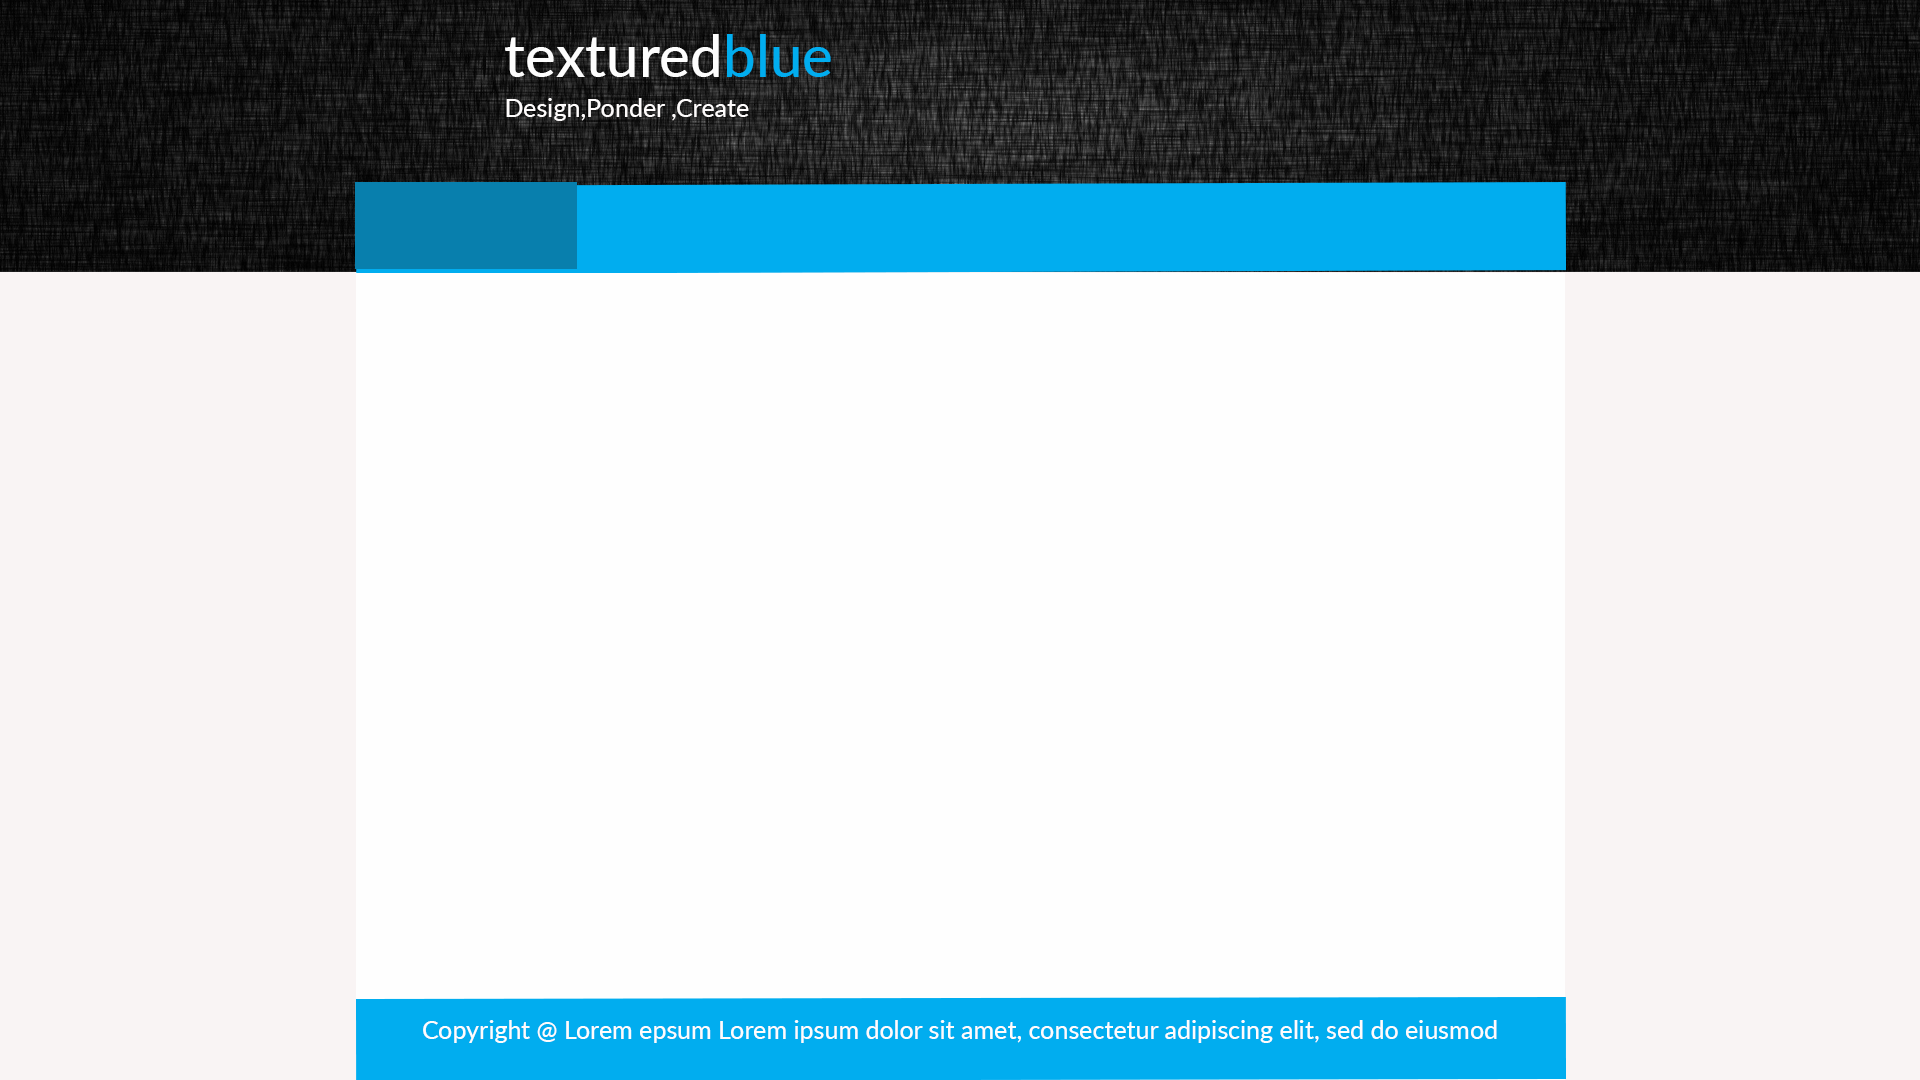 texturedblue
Design,Ponder ,Create
Copyright @ Lorem epsum Lorem ipsum dolor sit amet, consectetur adipiscing elit, sed do eiusmod